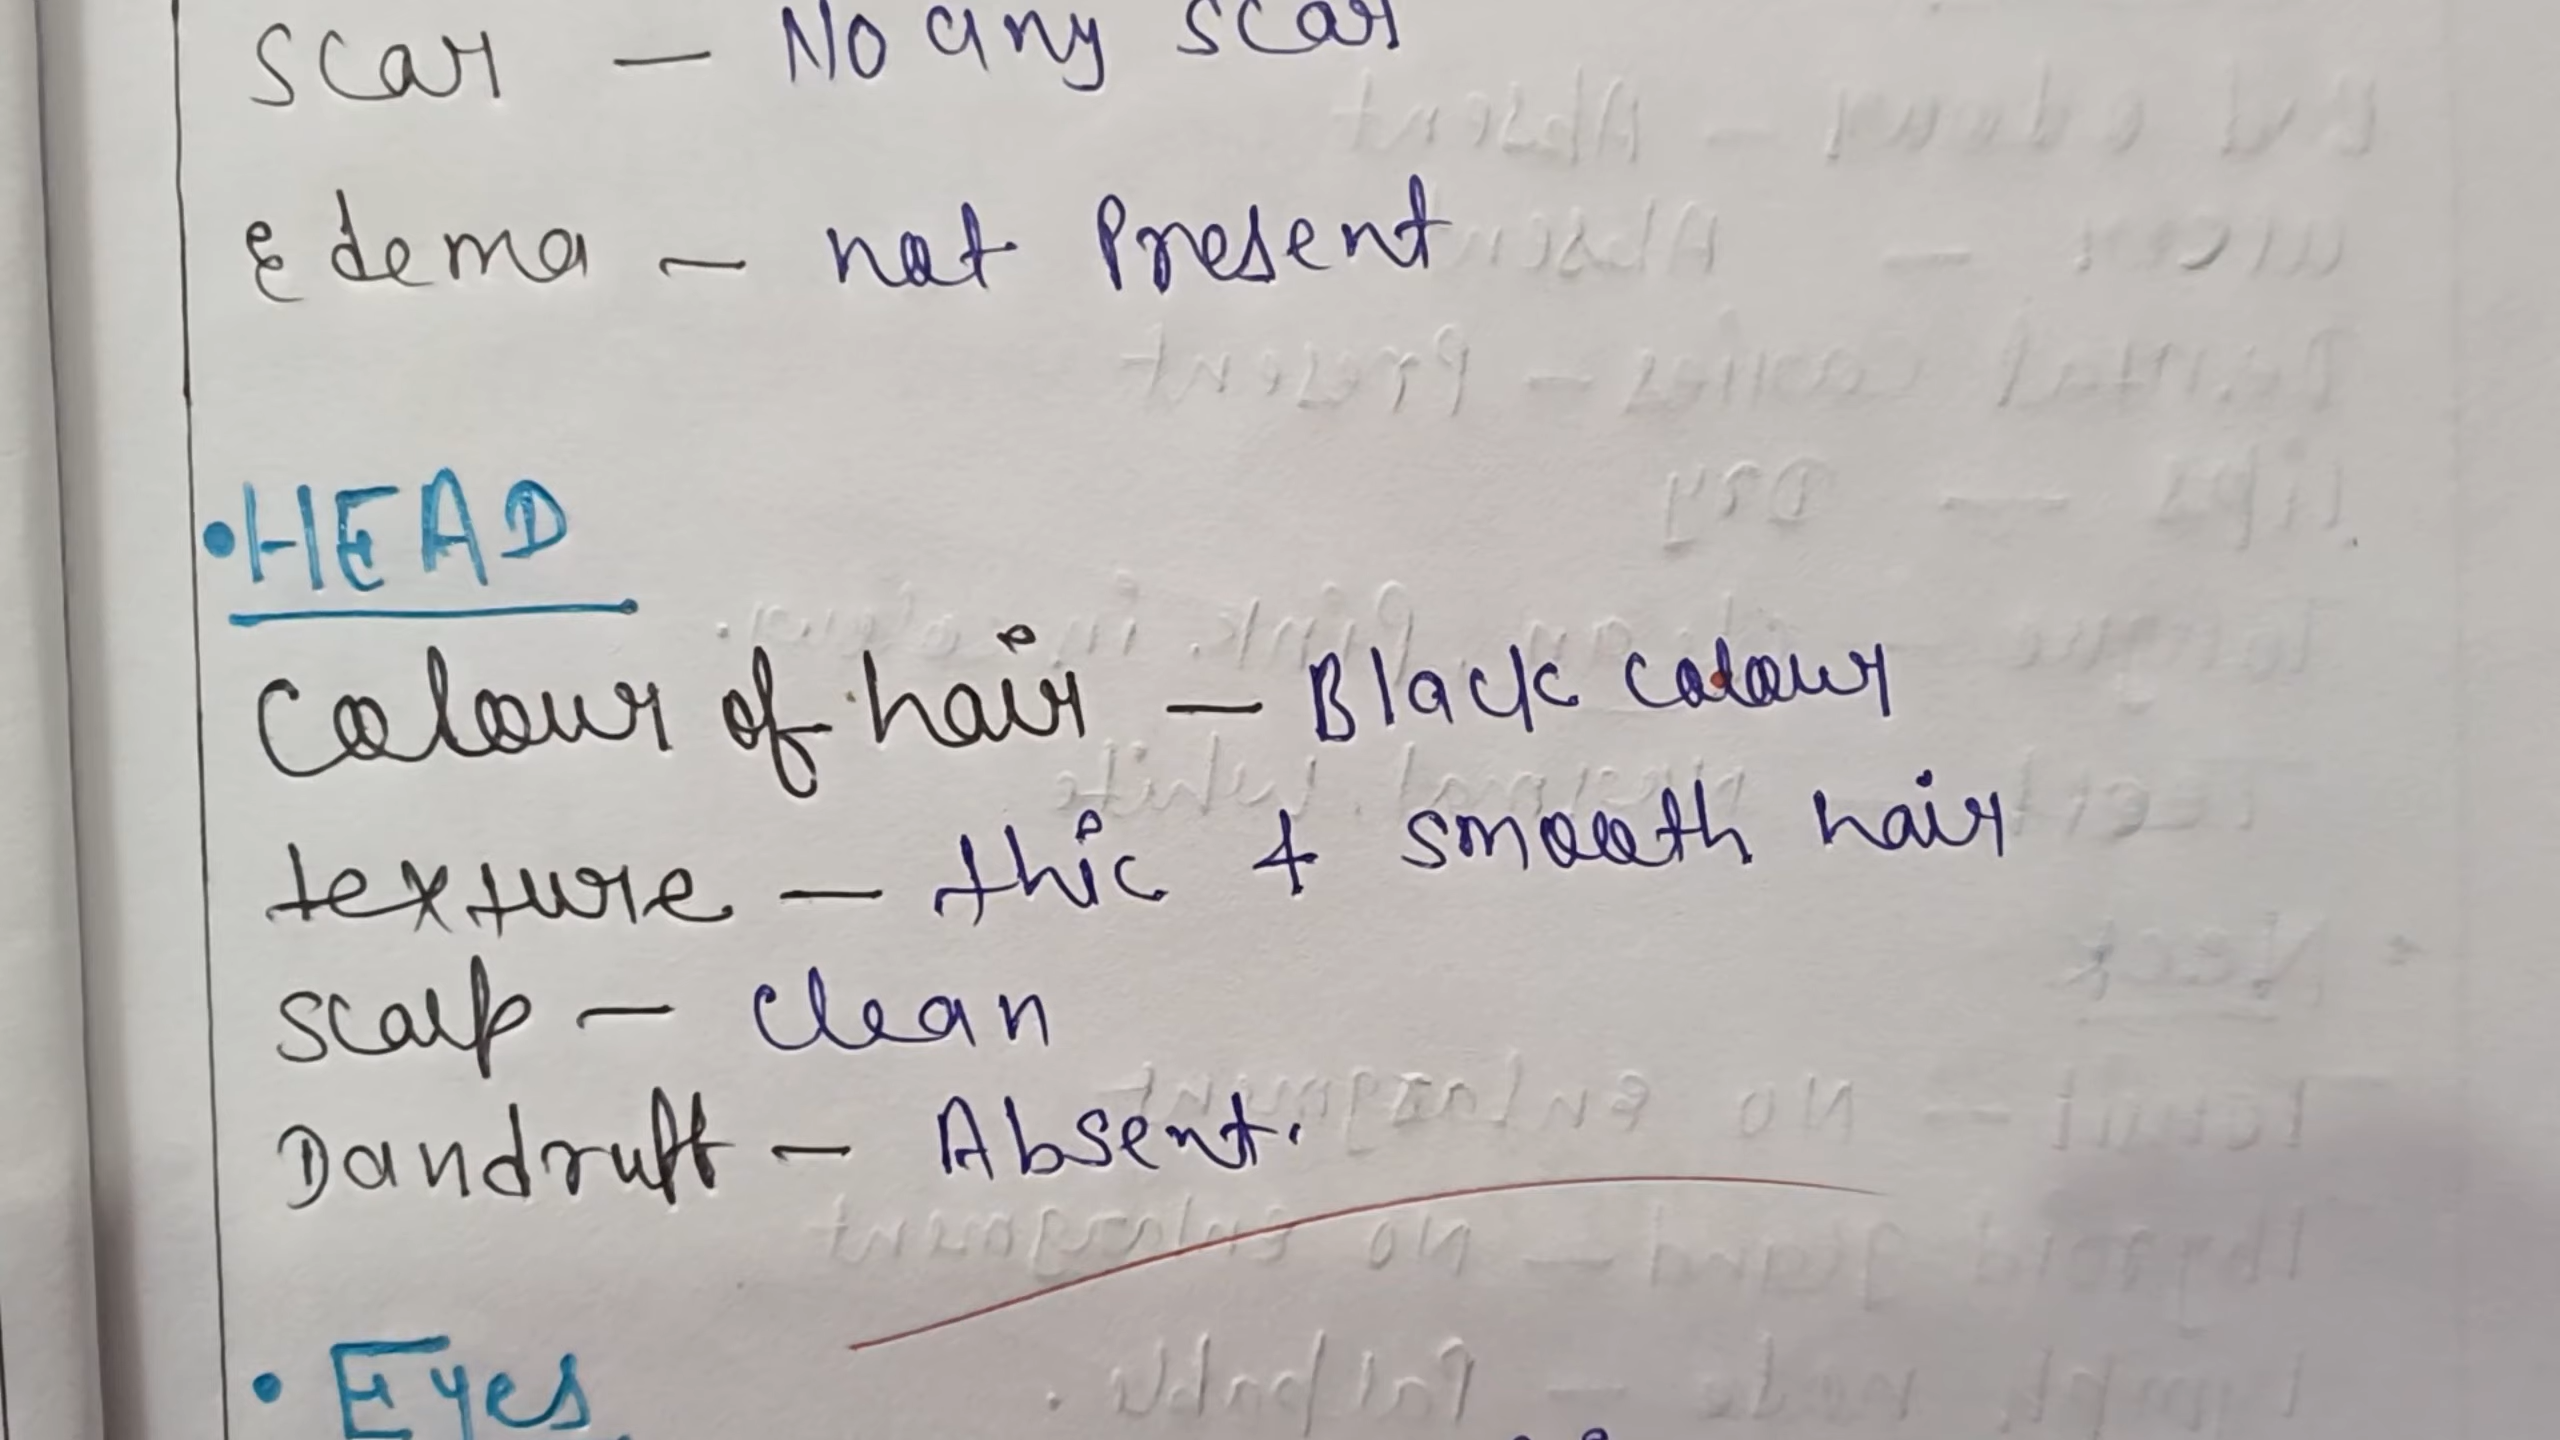 Scar — No any scar
Edema — not Present
• HEAD
Colour of hair — Black colour
texture — thic & smooth hair
scalp — clean
Dandruff — Absent.
• Eyes